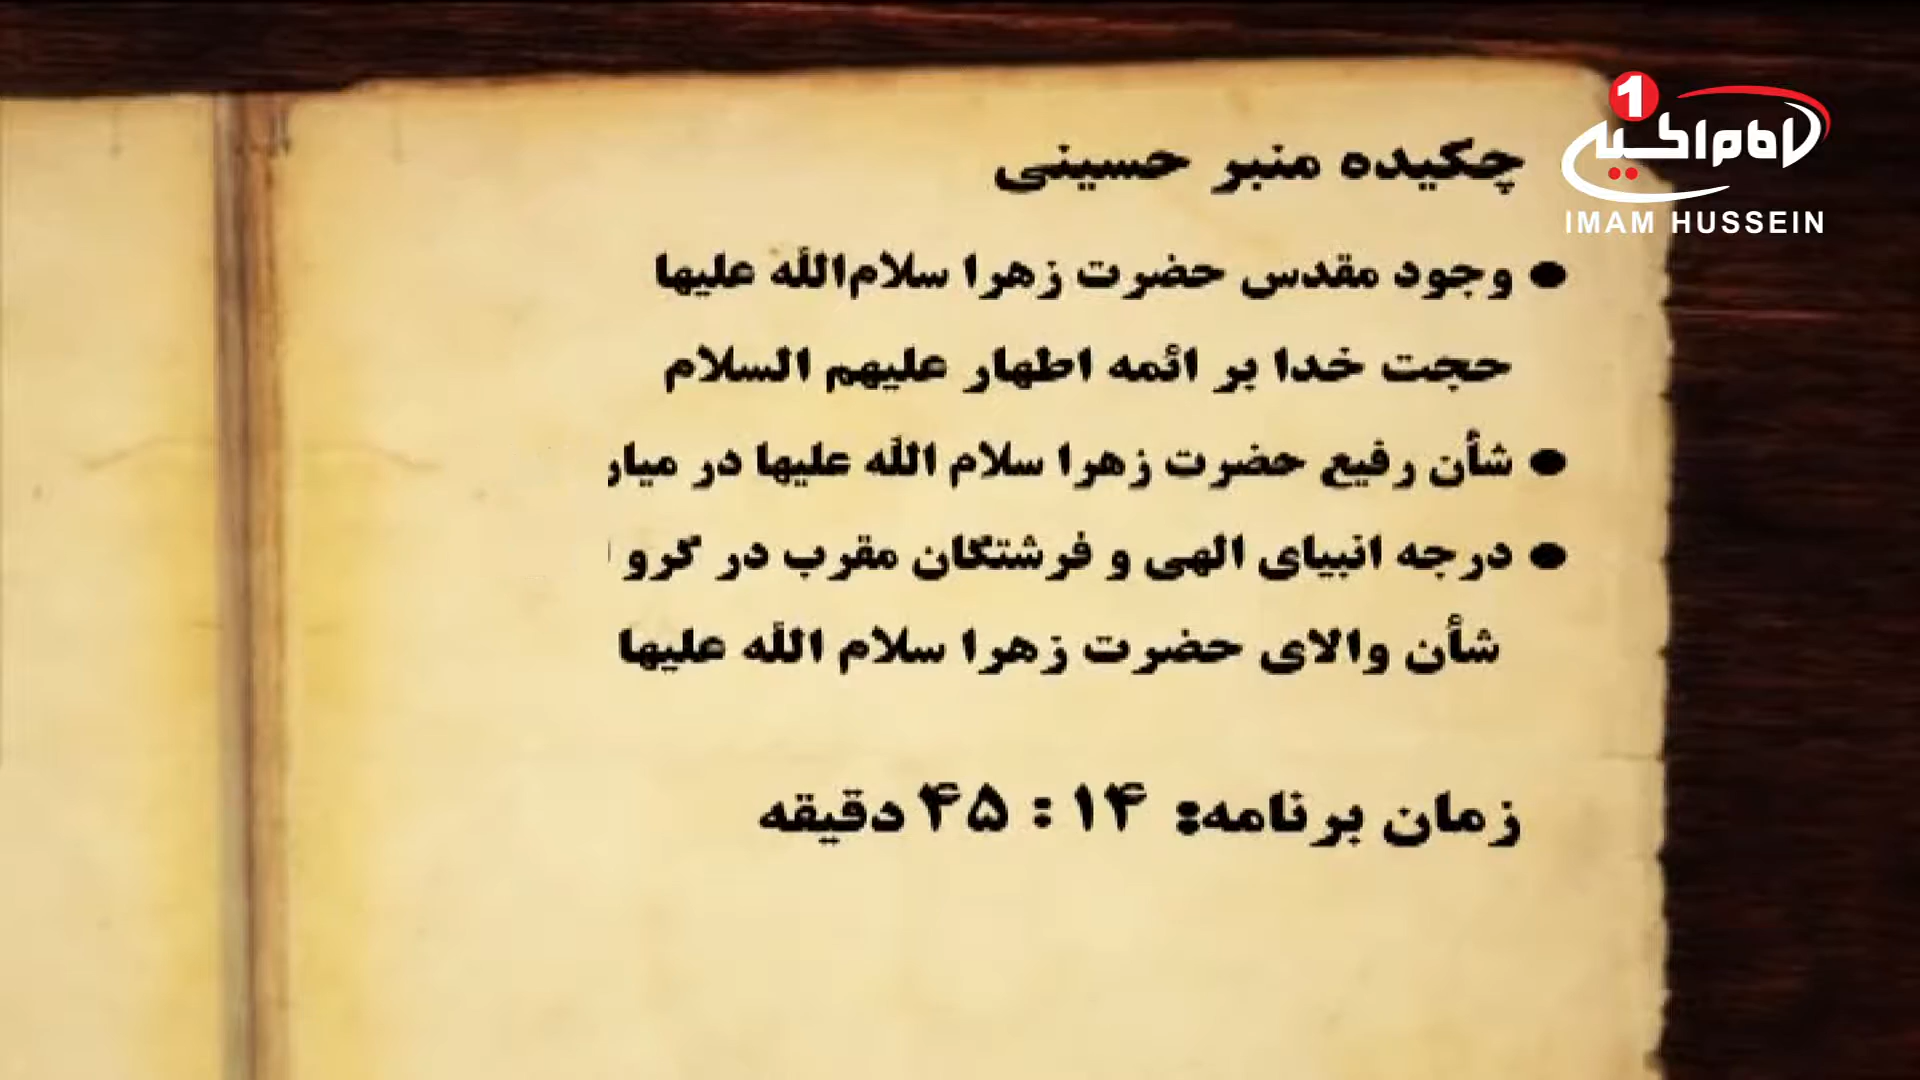 چکیده منبر حسینی
● وجود مقدس حضرت زهرا سلام‌الله علیها
حجت خدا بر ائمه اطهار علیهم السلام
● شأن رفیع حضرت زهرا سلام الله علیها در
● درجه انبیای الهی و فرشتگان مقرب در گرو
شأن والای حضرت زهرا سلام الله علیها
زمان برنامه: ۱۴ : ۴۵ دقیقه
1
IMAM HUSSEIN